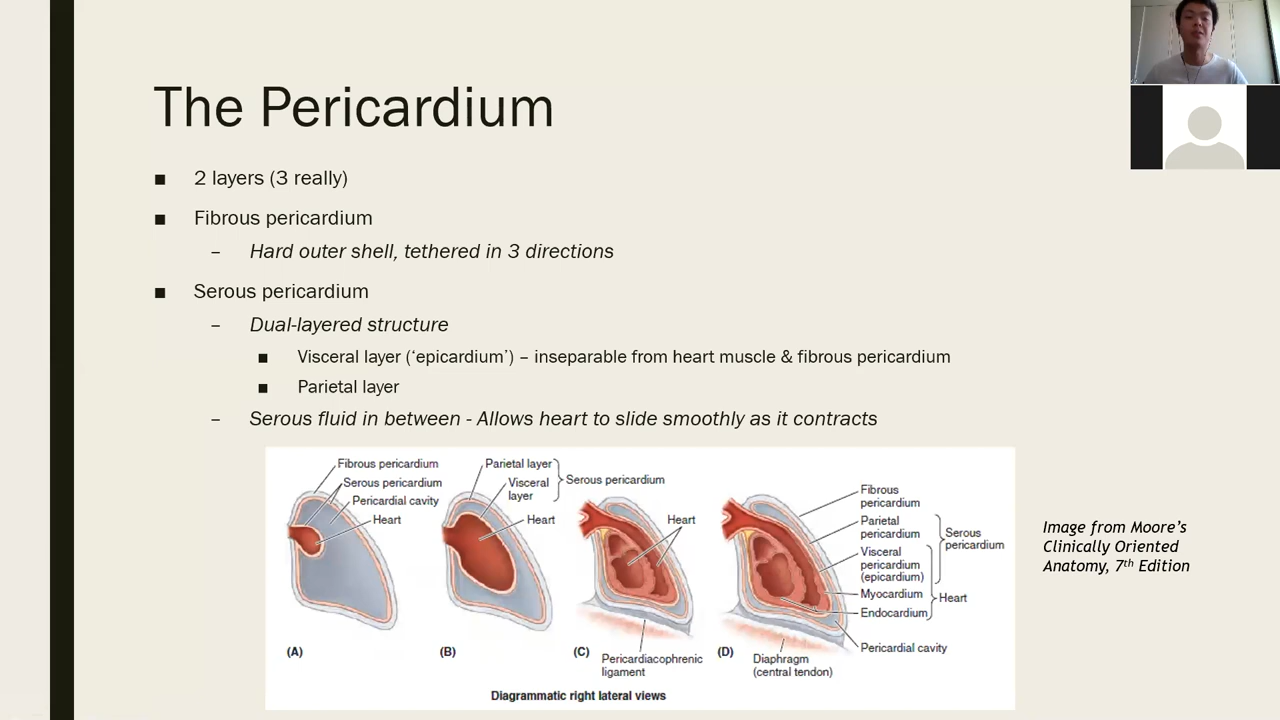 The Pericardium
■ 2 layers (3 really)
■ Fibrous pericardium
– Hard outer shell, tethered in 3 directions
■ Serous pericardium
– Dual-layered structure
■ Visceral layer (‘epicardium’) – inseparable from heart muscle & fibrous pericardium
■ Parietal layer
– Serous fluid in between - Allows heart to slide smoothly as it contracts
Fibrous pericardium
Serous pericardium
Pericardial cavity
Heart
(A)
Parietal layer
Visceral
layer
Serous pericardium
Heart
(B)
Heart
(C)
Pericardiacophrenic
ligament
Fibrous
pericardium
Parietal
pericardium
Visceral
pericardium
(epicardium)
Serous
pericardium
Myocardium
Endocardium
Heart
Pericardial cavity
(D)
Diaphragm
(central tendon)
Diagrammatic right lateral views
Image from Moore’s
Clinically Oriented
Anatomy, 7th Edition